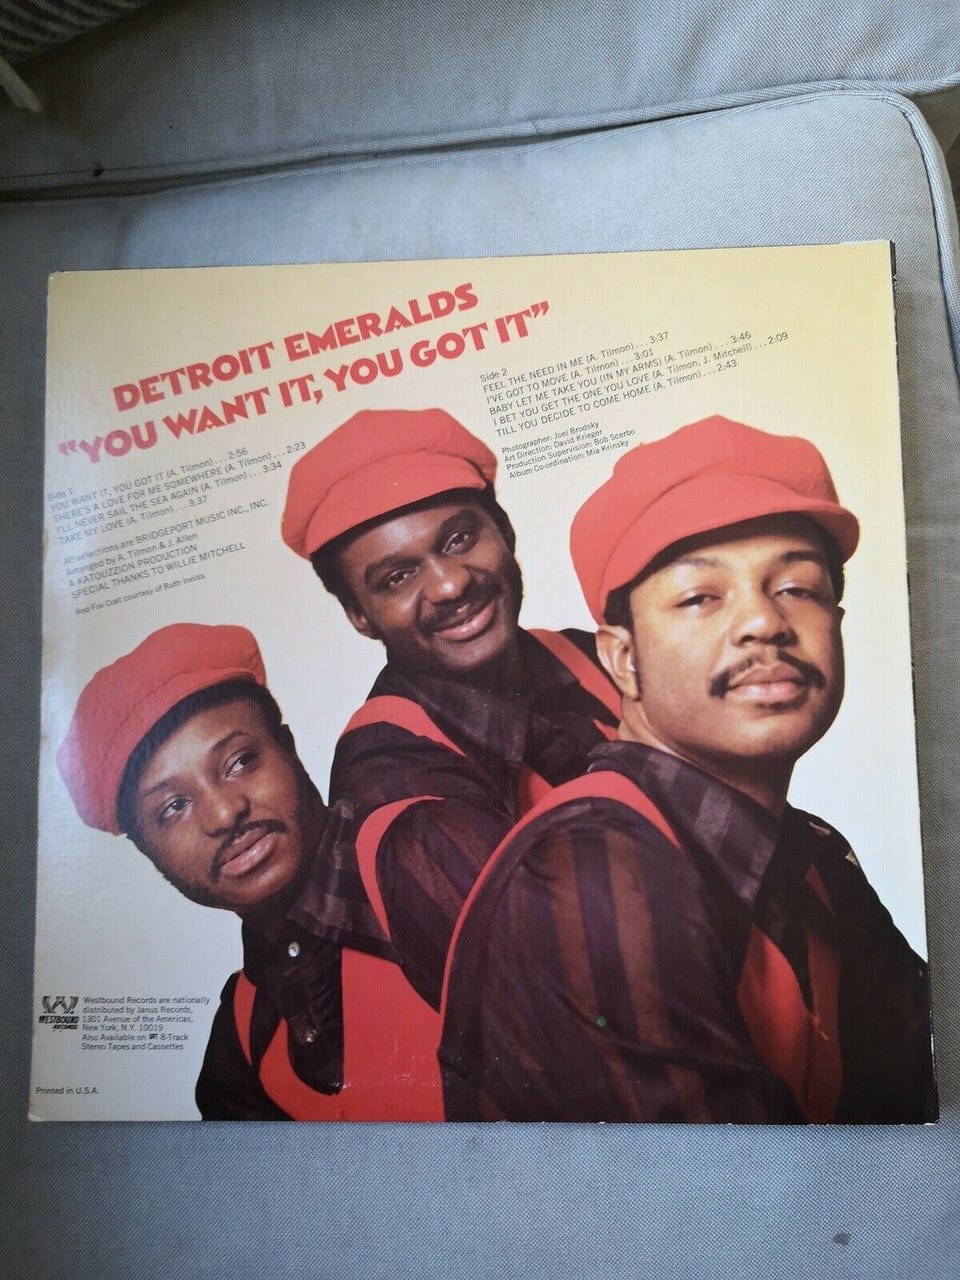 DETROIT EMERALDS
"YOU WANT IT, YOU GOT IT"
Side 1
YOU WANT IT, YOU GOT IT (A. Tilmon) . . . 2:56
THERE'S A LOVE FOR ME SOMEWHERE (A. Tilmon) . . . 2:23
I'LL NEVER SAIL THE SEA AGAIN (A. Tilmon) . . . 3:34
TAKE MY LOVE (A. Tilmon) . . . 3:37
All selections are BRIDGEPORT MUSIC INC., INC.
Arranged by A. Tilmon & J. Allen
A KATOUZZION PRODUCTION
SPECIAL THANKS TO WILLIE MITCHELL
Red Fox Coat courtesy of Ruth Inniss
Side 2
FEEL THE NEED IN ME (A. Tilmon) . . . 3:37
I'VE GOT TO MOVE (A. Tilmon) . . . 3:01
BABY LET ME TAKE YOU (IN MY ARMS) (A. Tilmon) . . . 3:46
I BET YOU GET THE ONE YOU LOVE (A. Tilmon, J. Mitchell) . . . 2:09
TILL YOU DECIDE TO COME HOME (A. Tilmon) . . . 2:43
Photographer: Joel Brodsky
Art Direction: David Krieger
Production Supervision: Bob Scerbo
Album Co-ordination: Mia Krinsky
WESTBOUND
RECORDS
Westbound Records are nationally
distributed by Janus Records,
1301 Avenue of the Americas,
New York, N.Y. 10019
Also Available on GRT 8-Track
Stereo Tapes and Cassettes
Printed in U.S.A.